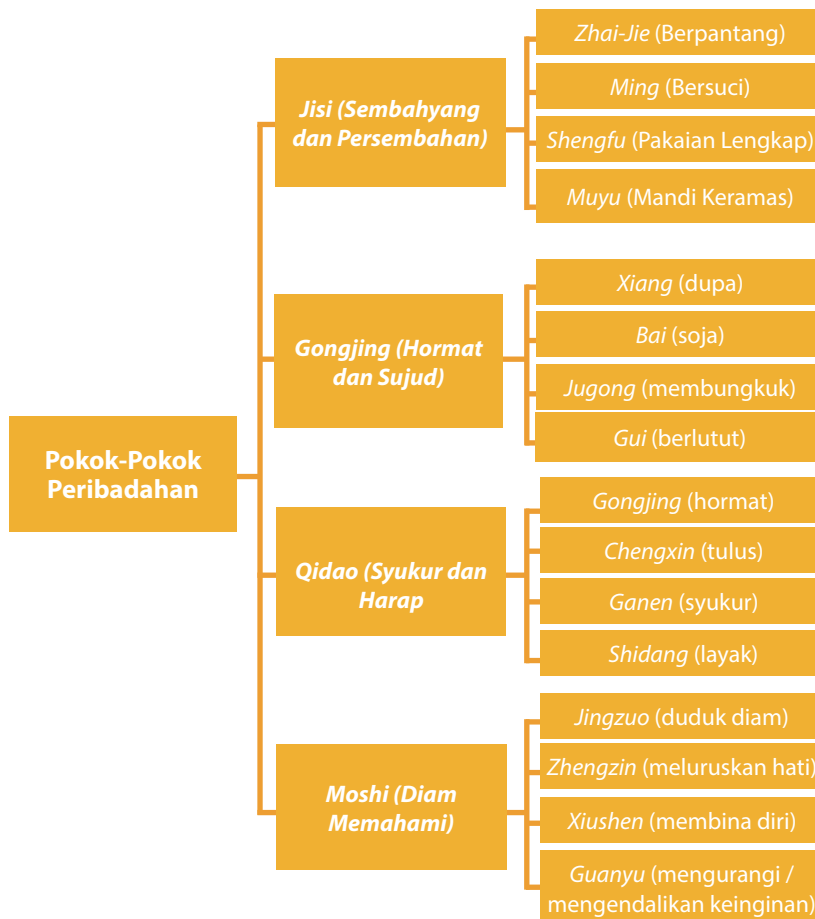 Pokok-Pokok
Peribadahan
Jisi (Sembahyang
dan Persembahan)
Zhai-Jie (Berpantang)
Ming (Bersuci)
Shengfu (Pakaian Lengkap)
Muyu (Mandi Keramas)
Gongjing (Hormat
dan Sujud)
Xiang (dupa)
Bai (soja)
Jugong (membungkuk)
Gui (berlutut)
Qidao (Syukur dan
Harap
Gongjing (hormat)
Chengxin (tulus)
Ganen (syukur)
Shidang (layak)
Moshi (Diam
Memahami)
Jingzuo (duduk diam)
Zhengzin (meluruskan hati)
Xiushen (membina diri)
Guanyu (mengurangi /
mengendalikan keinginan)